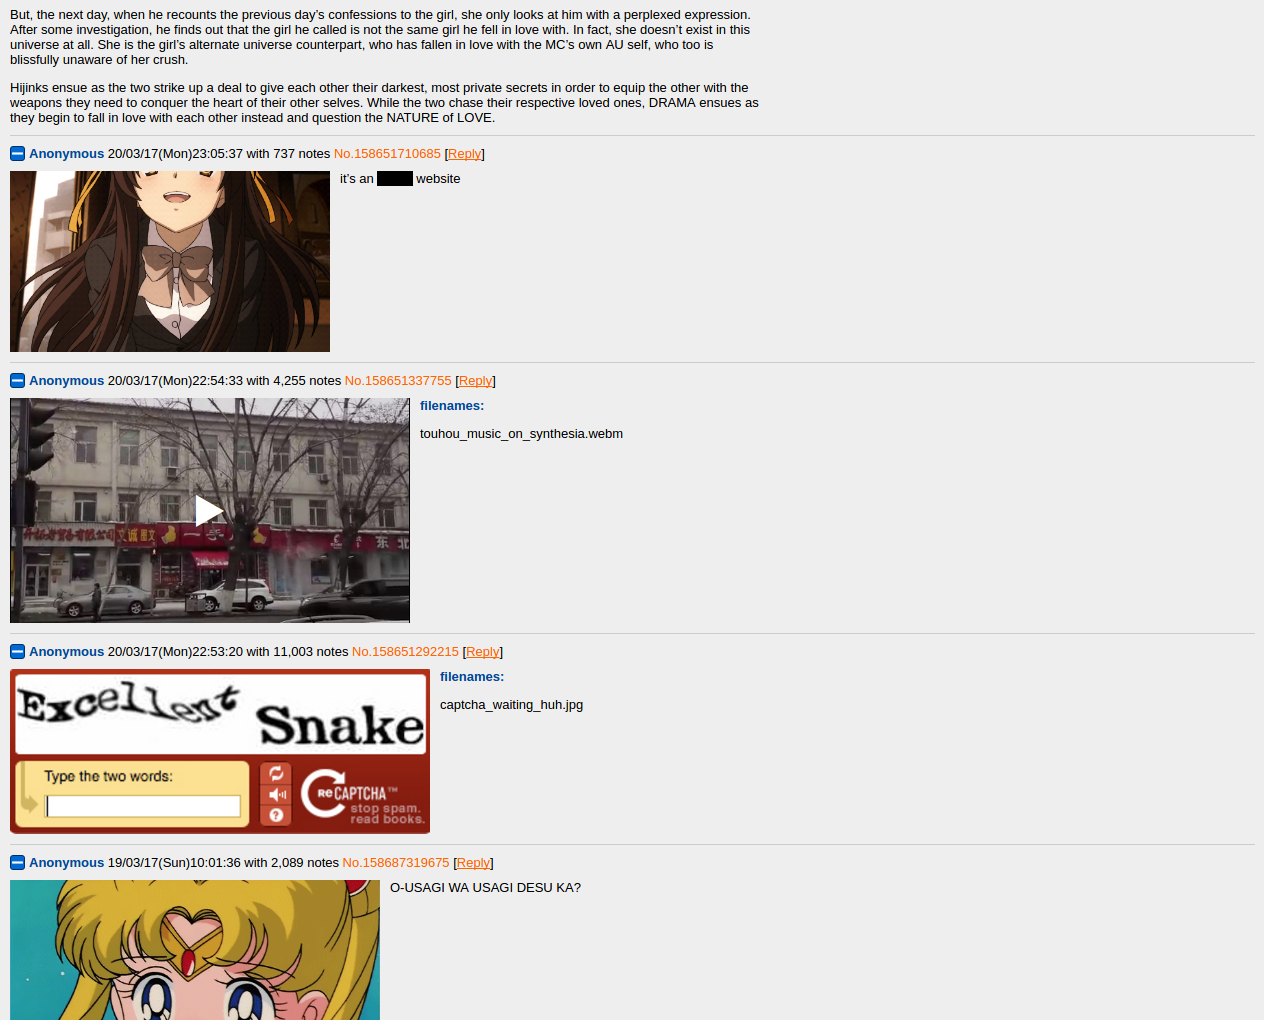 But, the next day, when he recounts the previous day's confessions to the girl, she only looks at him with a perplexed expression.
After some investigation, he finds out that the girl he called is not the same girl he fell in love with. In fact, she doesn't exist in this
universe at all. She is the girl's alternate universe counterpart, who has fallen in love with the MC's own AU self, who too is
blissfully unaware of her crush.
Hijinks ensue as the two strike up a deal to give each other their darkest, most private secrets in order to equip the other with the
weapons they need to conquer the heart of their other selves. While the two chase their respective loved ones, DRAMA ensues as
they begin to fall in love with each other instead and question the NATURE of LOVE.
Anonymous 20/03/17(Mon)23:05:37 with 737 notes No.158651710685 [Reply]
it's an website
Anonymous 20/03/17(Mon)22:54:33 with 4,255 notes No.158651337755 [Reply]
filenames:
touhou_music_on_synthesia.webm
文诚图文
一手
东北
Anonymous 20/03/17(Mon)22:53:20 with 11,003 notes No.158651292215 [Reply]
filenames:
captcha_waiting_huh.jpg
Excellent Snake
Type the two words:
reCAPTCHA™
stop spam.
read books.
Anonymous 19/03/17(Sun)10:01:36 with 2,089 notes No.158687319675 [Reply]
O-USAGI WA USAGI DESU KA?